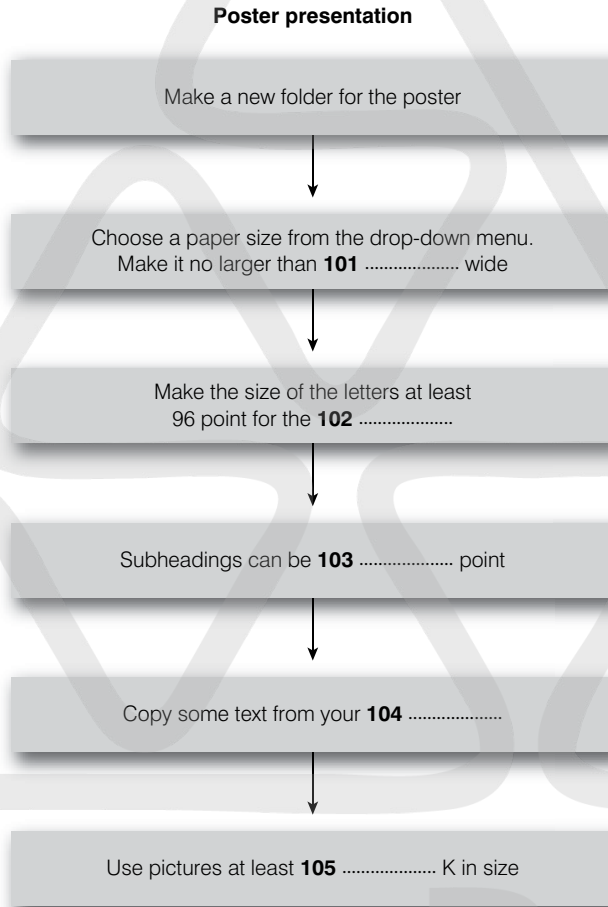 Poster presentation
Make a new folder for the poster
Choose a paper size from the drop-down menu.
Make it no larger than 101 .................... wide
Make the size of the letters at least
96 point for the 102 ....................
Subheadings can be 103 .................... point
Copy some text from your 104 ....................
Use pictures at least 105 .................... K in size